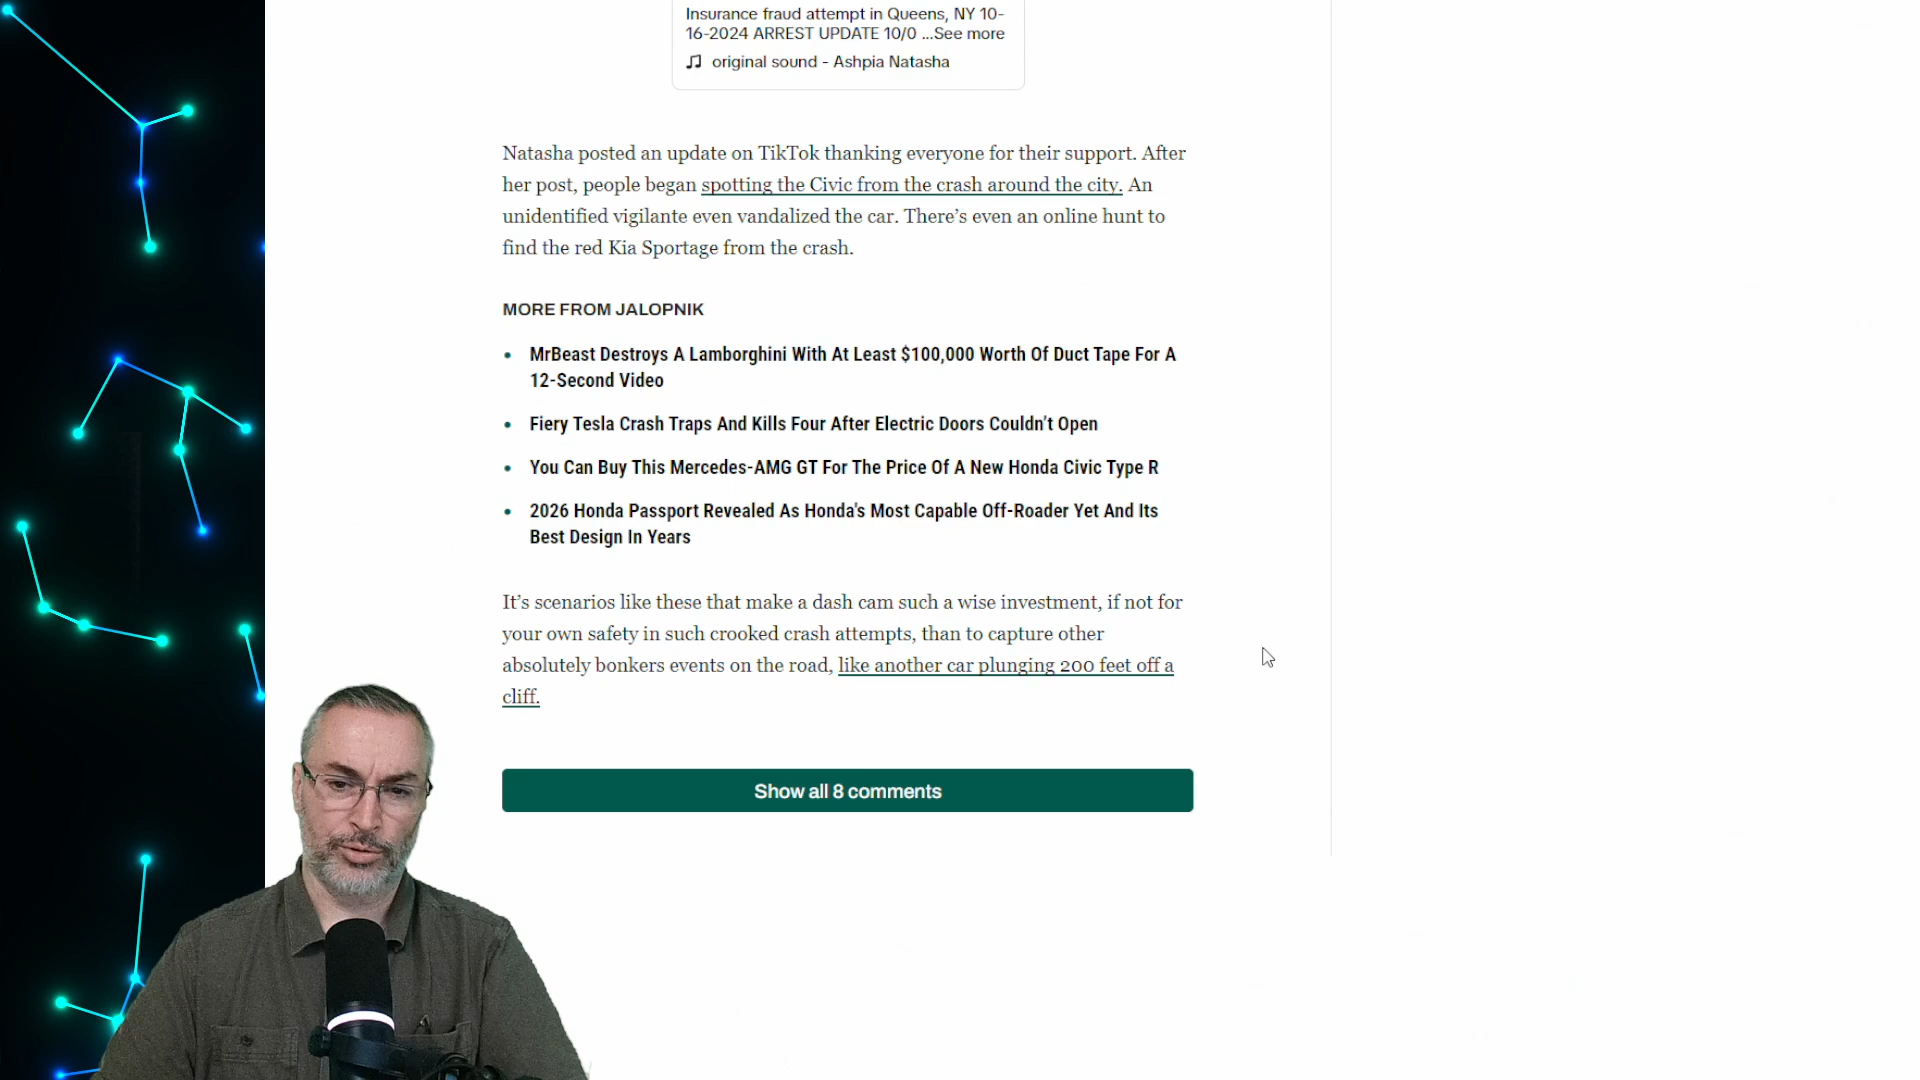 Insurance fraud attempt in Queens, NY 10-
16-2024 ARREST UPDATE 10/0 ...See more
original sound - Ashpia Natasha
Natasha posted an update on TikTok thanking everyone for their support. After
her post, people began spotting the Civic from the crash around the city. An
unidentified vigilante even vandalized the car. There’s even an online hunt to
find the red Kia Sportage from the crash.
MORE FROM JALOPNIK
MrBeast Destroys A Lamborghini With At Least $100,000 Worth Of Duct Tape For A
12-Second Video
Fiery Tesla Crash Traps And Kills Four After Electric Doors Couldn’t Open
You Can Buy This Mercedes-AMG GT For The Price Of A New Honda Civic Type R
2026 Honda Passport Revealed As Honda's Most Capable Off-Roader Yet And Its
Best Design In Years
It’s scenarios like these that make a dash cam such a wise investment, if not for
your own safety in such crooked crash attempts, than to capture other
absolutely bonkers events on the road, like another car plunging 200 feet off a
cliff.
Show all 8 comments